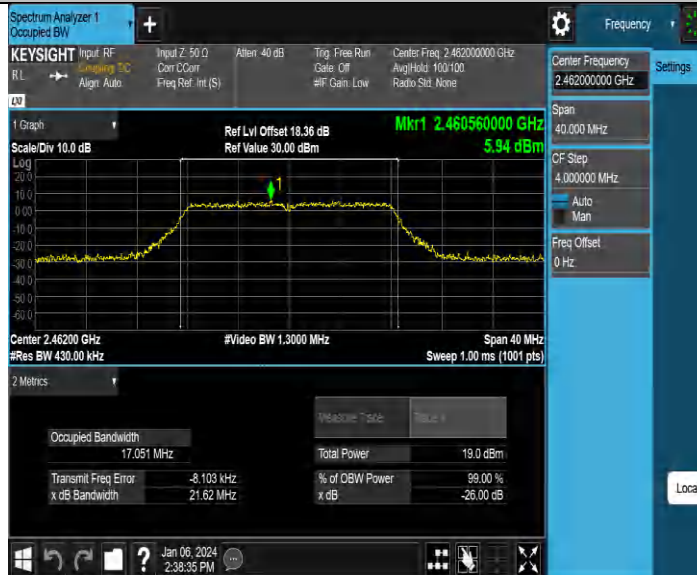 Spectrum Analyzer 1
Occupied BW
Frequency
KEYSIGHT
Input: RF
Input Z: 50 Ω
Atten: 40 dB
Trig: Free Run
Center Freq: 2.462000000 GHz
RL
Coupling: DC
Corr CCorr
Gate: Off
Avg|Hold: 100/100
Align: Auto
Freq Ref: Int (S)
#IF Gain: Low
Radio Std: None
LXI
Center Frequency
2.462000000 GHz
Settings
Span
40.000 MHz
CF Step
4.000000 MHz
Auto
Man
Freq Offset
0 Hz
1 Graph
Ref Lvl Offset 18.36 dB
Mkr1 2.460560000 GHz
Scale/Div 10.0 dB
Ref Value 30.00 dBm
5.94 dBm
Log
20.0
10.0
0.00
-10.0
-20.0
-30.0
-40.0
-50.0
-60.0
1
Center 2.46200 GHz
#Video BW 1.3000 MHz
Span 40 MHz
#Res BW 430.00 kHz
Sweep 1.00 ms (1001 pts)
2 Metrics
Measure Trace
Occupied Bandwidth
17.051 MHz
Total Power
19.0 dBm
Transmit Freq Error
-8.103 kHz
% of OBW Power
99.00 %
x dB Bandwidth
21.62 MHz
x dB
-26.00 dB
Loca
?
Jan 06, 2024
2:38:35 PM